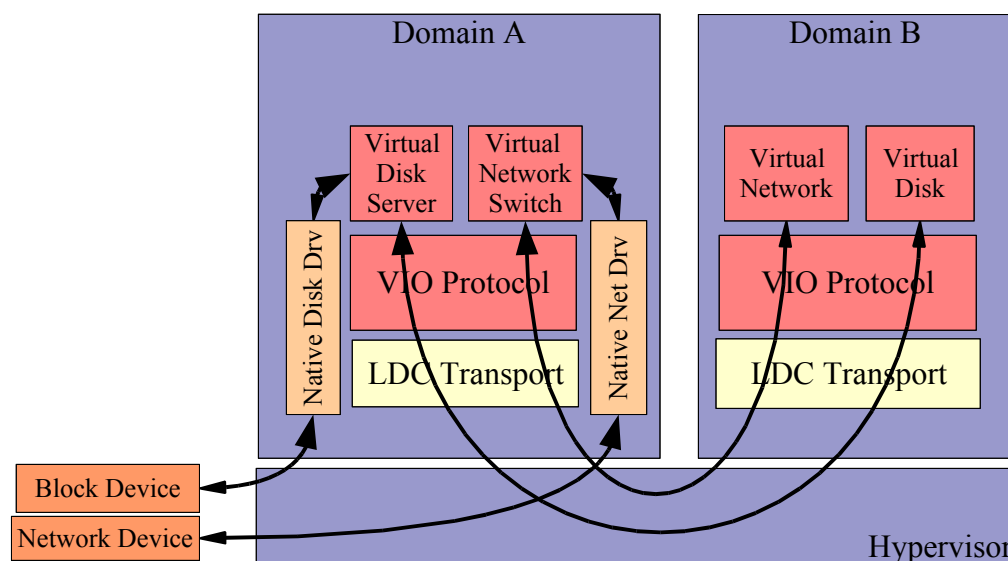 Domain A
Domain B
Virtual
Disk
Server
Virtual
Network
Switch
Virtual
Network
Virtual
Disk
Native Disk Drv
VIO Protocol
Native Net Drv
VIO Protocol
LDC Transport
LDC Transport
Block Device
Network Device
Hypervisor